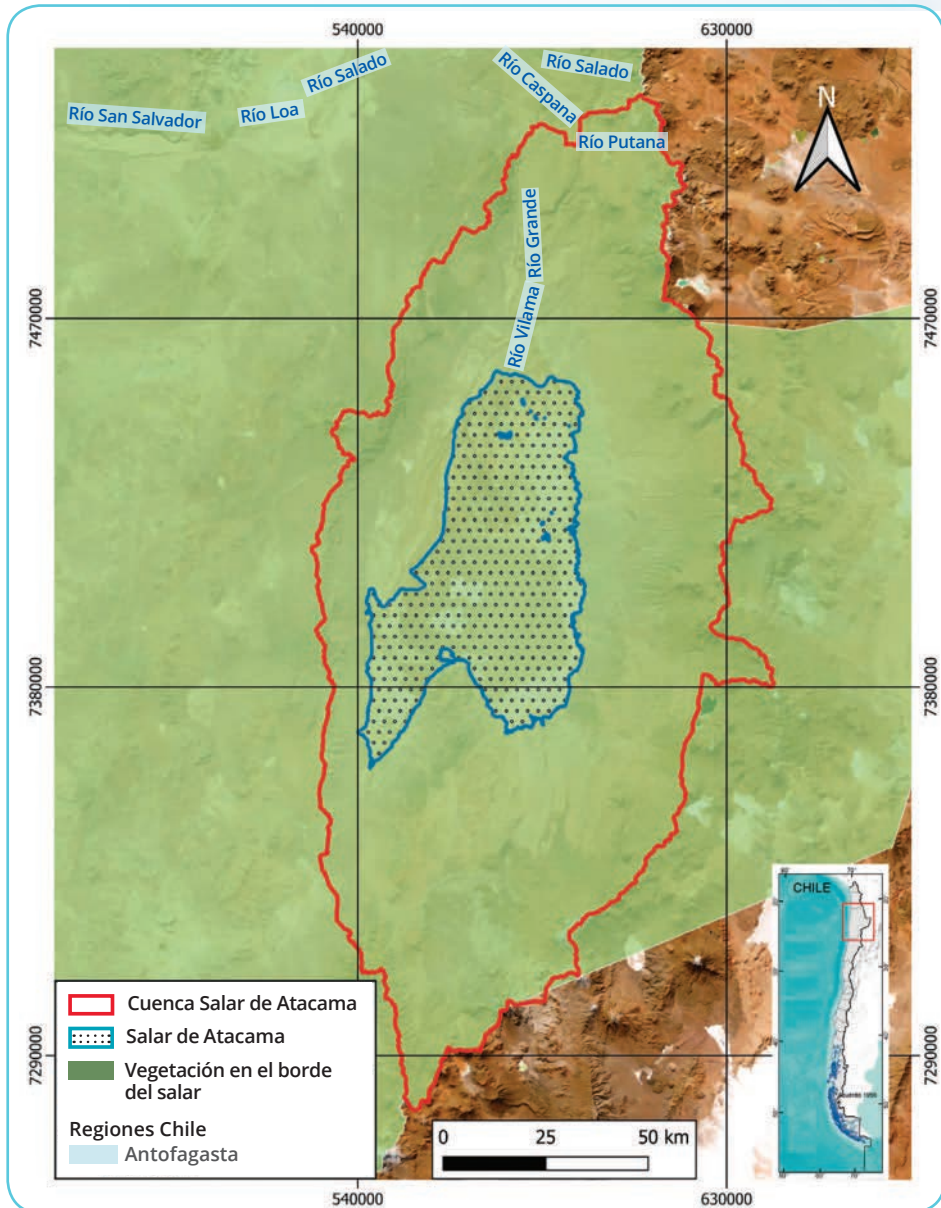 540000
630000
Río Salado
Río Caspana
Río Salado
Río San Salvador
Río Loa
Río Putana
N
Río Grande
Río Vilama
7470000
7470000
7380000
7380000
7290000
7290000
CHILE
Cuenca Salar de Atacama
Salar de Atacama
Vegetación en el borde
del salar
Regiones Chile
Antofagasta
0 25 50 km
540000
630000